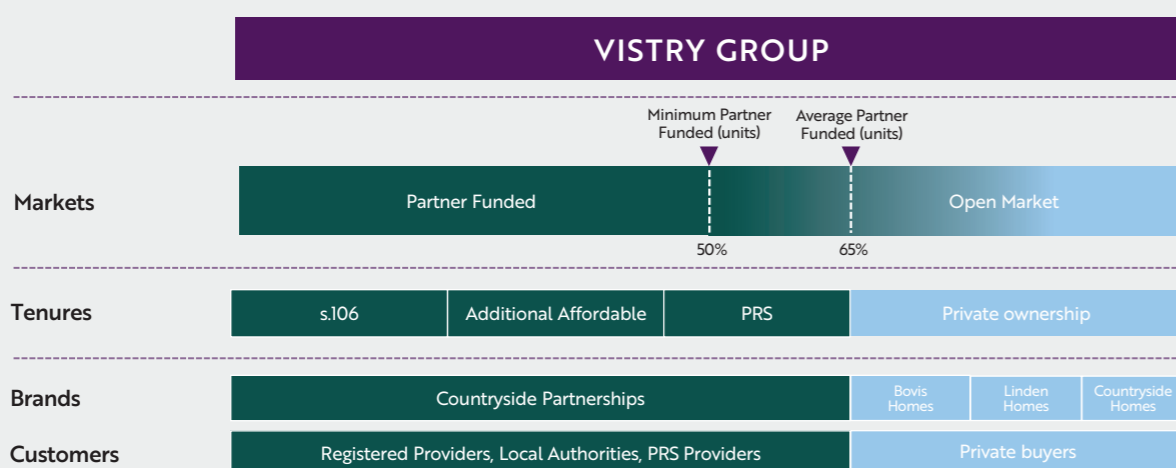 VISTRY GROUP
Minimum Partner
Funded (units)
Average Partner
Funded (units)
Markets
Partner Funded
Open Market
50%
65%
Tenures
s.106
Additional Affordable
PRS
Private ownership
Brands
Countryside Partnerships
Bovis
Homes
Linden
Homes
Countryside
Homes
Customers
Registered Providers, Local Authorities, PRS Providers
Private buyers